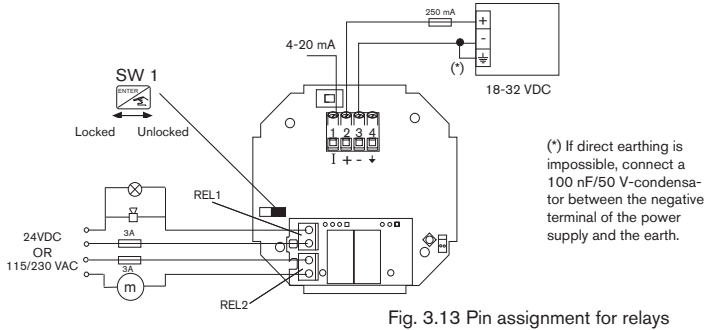 250 mA
+
-
4-20 mA
(*)
18-32 VDC
SW 1
ENTER
Locked Unlocked
1 2 3 4
I + -
(*) If direct earthing is
impossible, connect a
100 nF/50 V-condensa-
tor between the negative
terminal of the power
supply and the earth.
REL1
24VDC
OR
115/230 VAC
3A
3A
m
REL2
Fig. 3.13 Pin assignment for relays